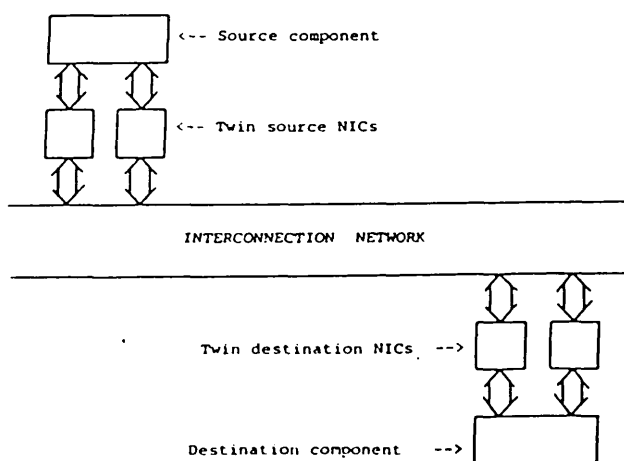 <-- Source component
<-- Twin source NICs
INTERCONNECTION NETWORK
Twin destination NICs -->
Destination component -->